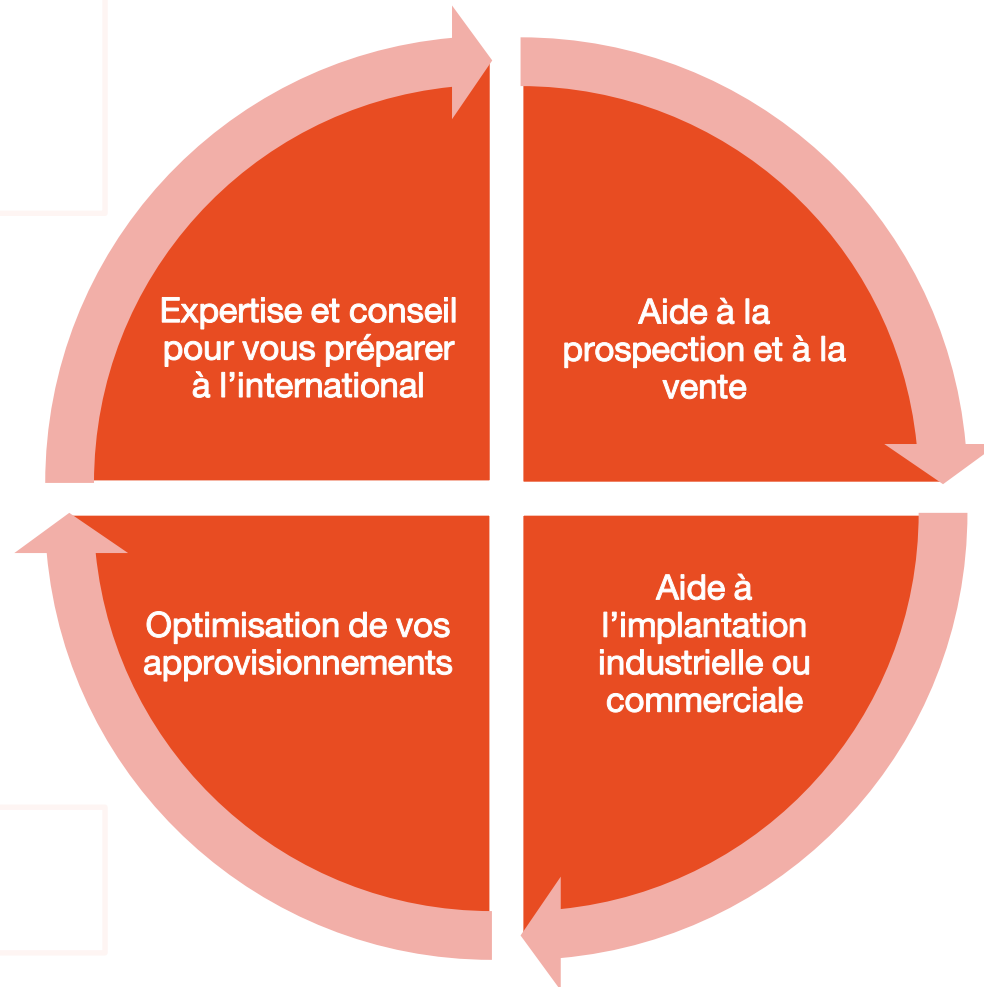 Expertise et conseil
pour vous préparer
à l’international
Aide à la
prospection et à la
vente
Aide à
l’implantation
industrielle ou
commerciale
Optimisation de vos
approvisionnements